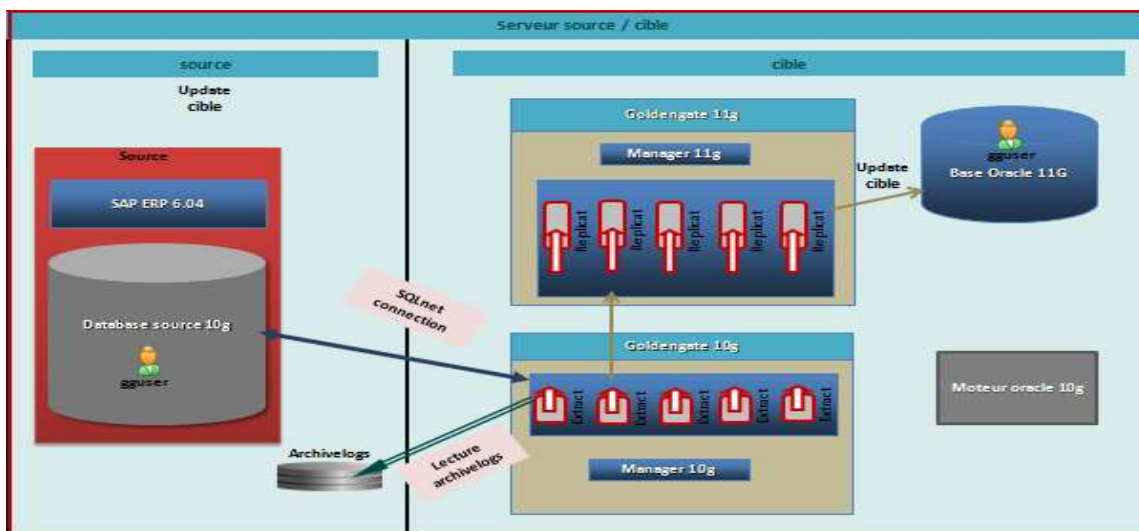 Serveur source / cible
source
Update
cible
Source
SAP ERP 6.04
Database source 10g
gguser
Archivelogs
SQLnet
connection
Lecture
archivelogs
cible
Goldengate 11g
Manager 11g
Replicat
Replicat
Replicat
Replicat
Replicat
Update
cible
gguser
Base Oracle 11G
Goldengate 10g
Extract
Extract
Extract
Extract
Extract
Manager 10g
Moteur oracle 10g